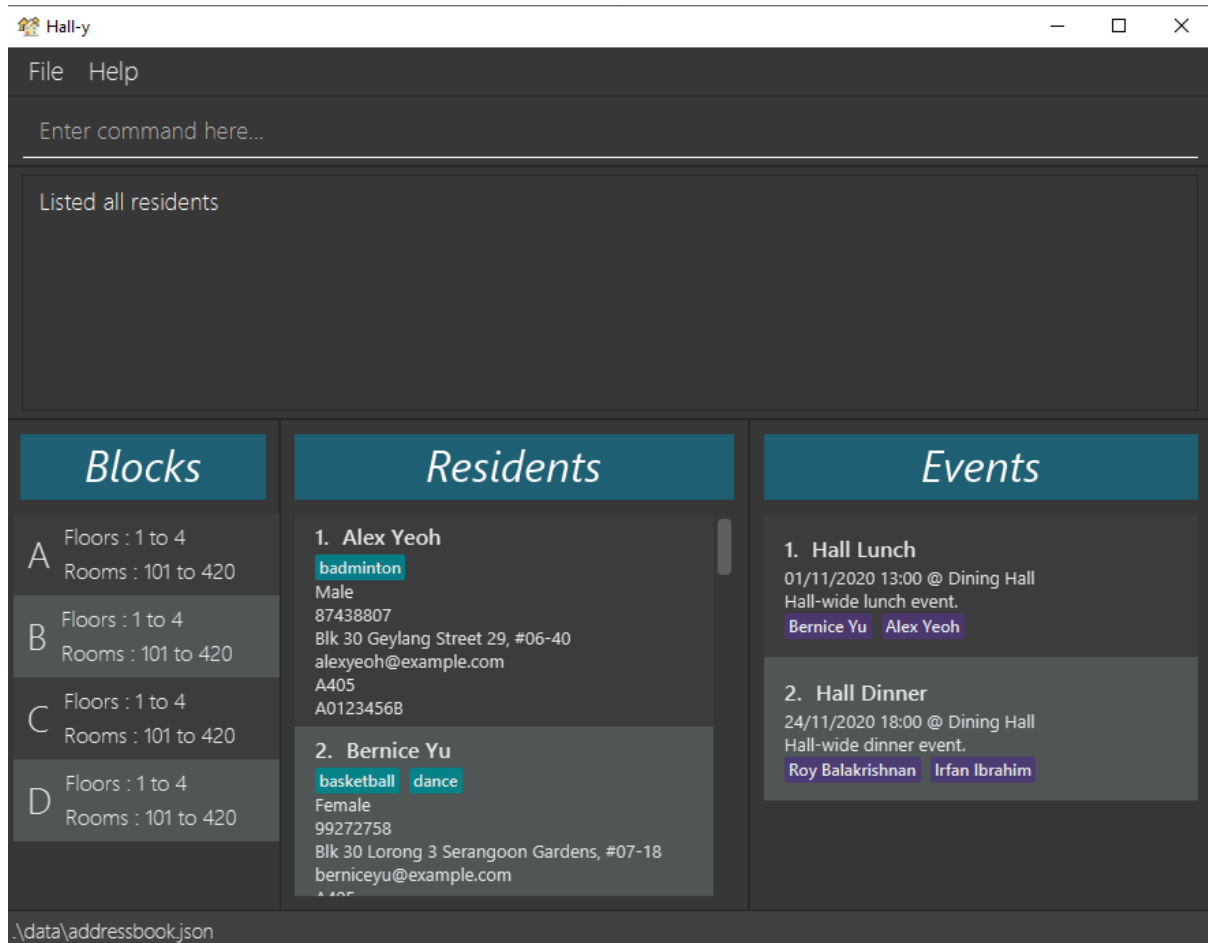 Hall-y
File Help
Enter command here...
Listed all residents
Blocks
A
Floors : 1 to 4
Rooms : 101 to 420
B
Floors : 1 to 4
Rooms : 101 to 420
C
Floors : 1 to 4
Rooms : 101 to 420
D
Floors : 1 to 4
Rooms : 101 to 420
Residents
1. Alex Yeoh
badminton
Male
87438807
Blk 30 Geylang Street 29, #06-40
alexyeoh@example.com
A405
A0123456B
2. Bernice Yu
basketball dance
Female
99272758
Blk 30 Lorong 3 Serangoon Gardens, #07-18
berniceyu@example.com
Events
1. Hall Lunch
01/11/2020 13:00 @ Dining Hall
Hall-wide lunch event.
Bernice Yu Alex Yeoh
2. Hall Dinner
24/11/2020 18:00 @ Dining Hall
Hall-wide dinner event.
Roy Balakrishnan Irfan Ibrahim
.\data\addressbook.json